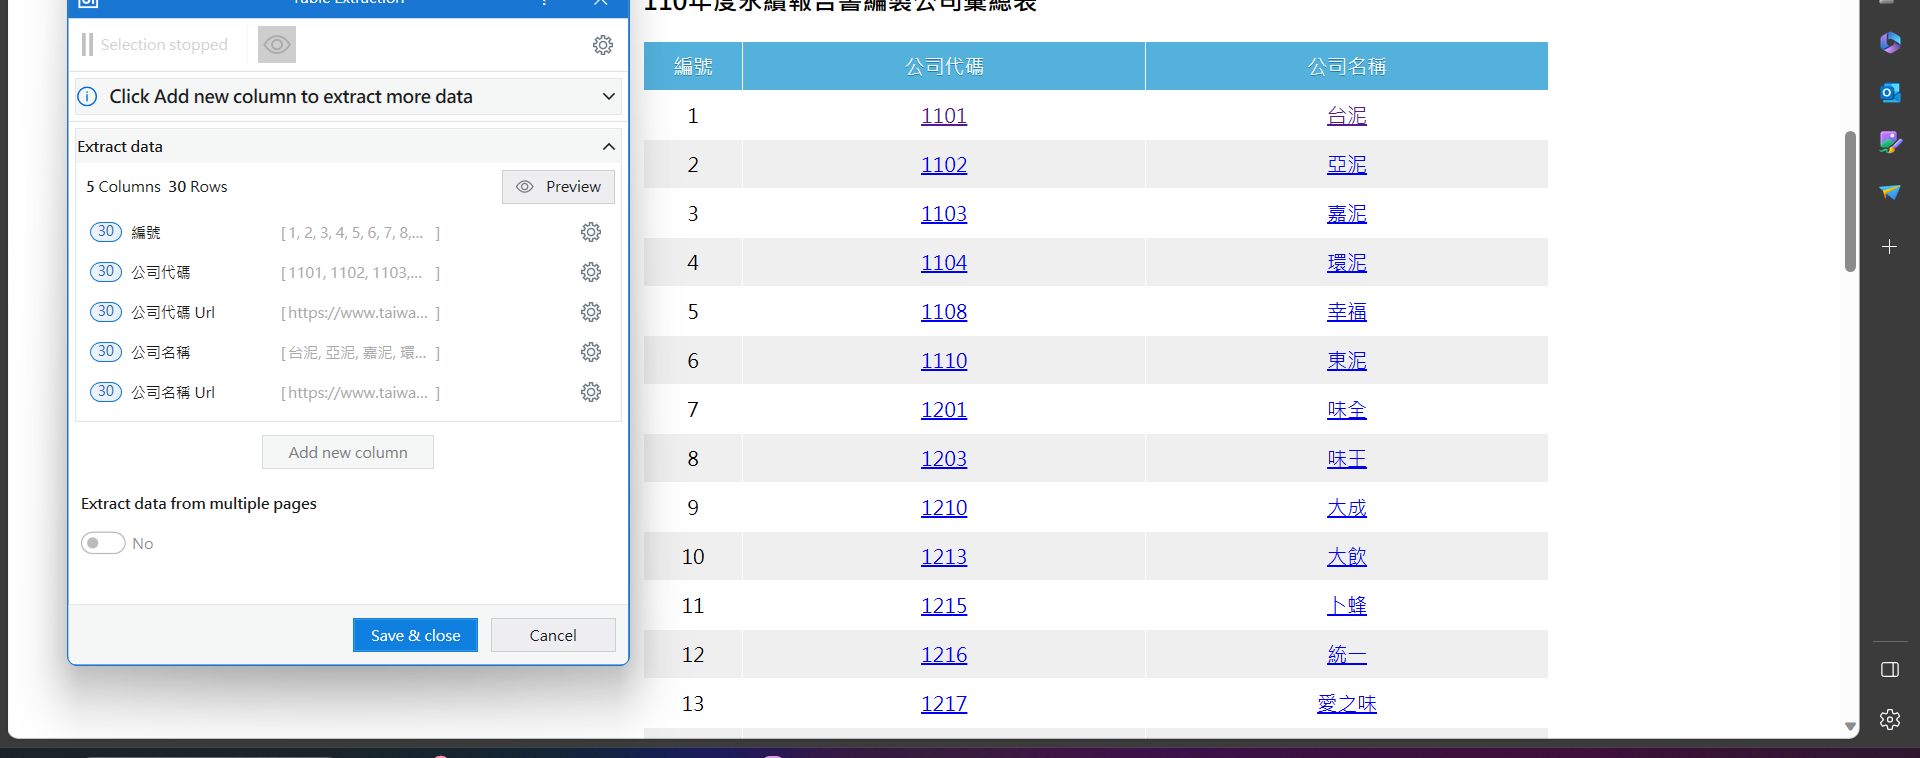 Table Extraction
Selection stopped
Click Add new column to extract more data
Extract data
5 Columns 30 Rows
Preview
30 編號 [ 1, 2, 3, 4, 5, 6, 7, 8,... ]
30 公司代碼 [ 1101, 1102, 1103,... ]
30 公司代碼 Url [ https://www.taiwa... ]
30 公司名稱 [ 台泥, 亞泥, 嘉泥, 環... ]
30 公司名稱 Url [ https://www.taiwa... ]
Add new column
Extract data from multiple pages
No
Save & close
Cancel
110年度永續報告書編製公司彙總表
編號 公司代碼 公司名稱
1 1101 台泥
2 1102 亞泥
3 1103 嘉泥
4 1104 環泥
5 1108 幸福
6 1110 東泥
7 1201 味全
8 1203 味王
9 1210 大成
10 1213 大飲
11 1215 卜蜂
12 1216 統一
13 1217 愛之味